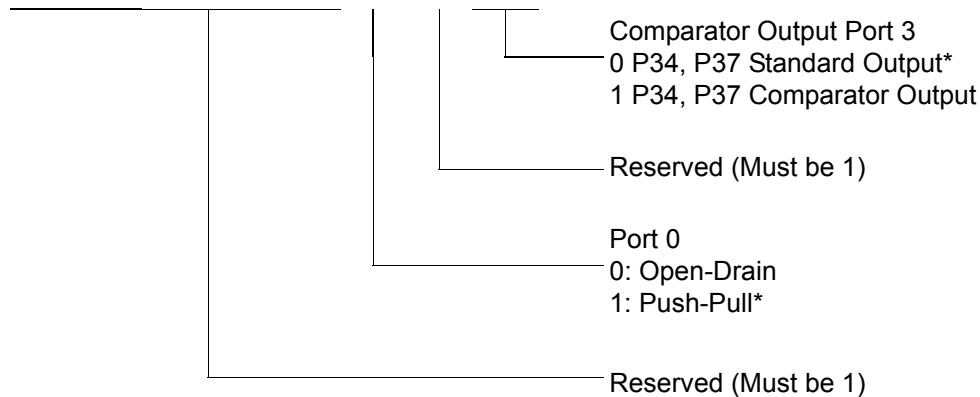 Comparator Output Port 3
0 P34, P37 Standard Output*
1 P34, P37 Comparator Output
Reserved (Must be 1)
Port 0
0: Open-Drain
1: Push-Pull*
Reserved (Must be 1)